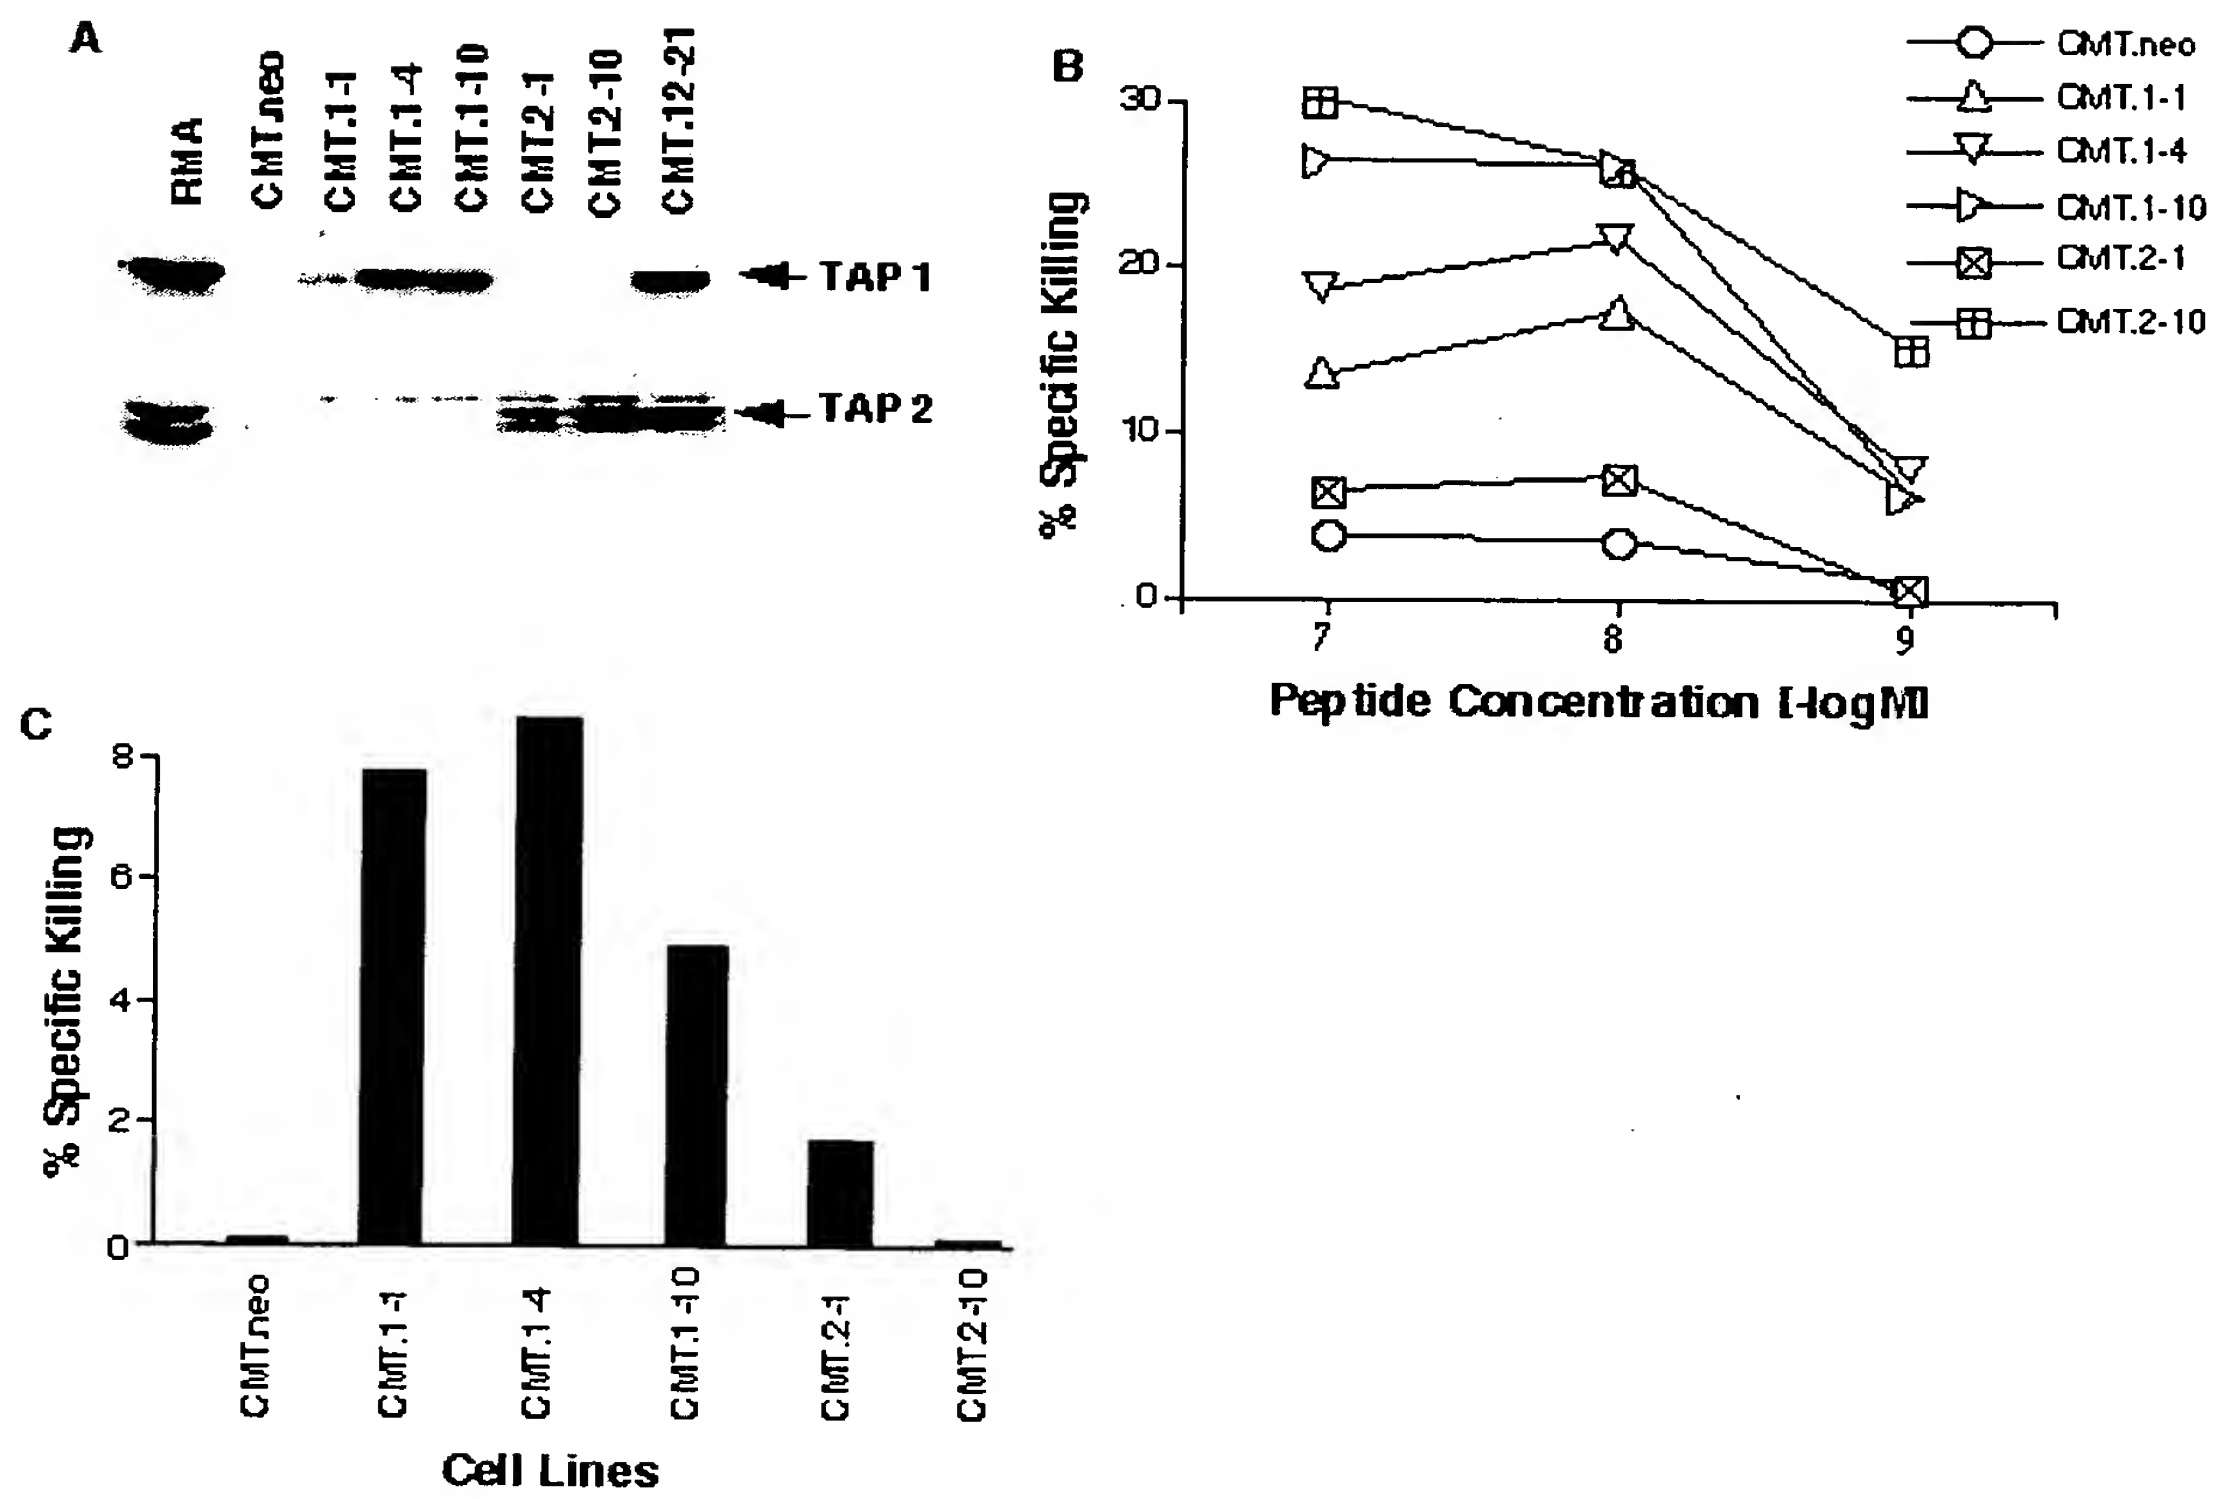 A
RMA
CMT.neo
CMT.1-1
CMT.1-4
CMT.1-10
CMT2-1
CMT2-10
CMT.12-21
TAP 1
TAP 2
B
30
20
10
0
% Specific Killing
7
8
9
Peptide Concentration [-logM]
CMT.neo
CMT.1-1
CMT.1-4
CMT.1-10
CMT.2-1
CMT.2-10
C
8
6
4
2
0
% Specific Killing
CMT.neo
CMT.1-1
CMT.1-4
CMT.1-10
CMT.2-1
CMT2-10
Cell Lines